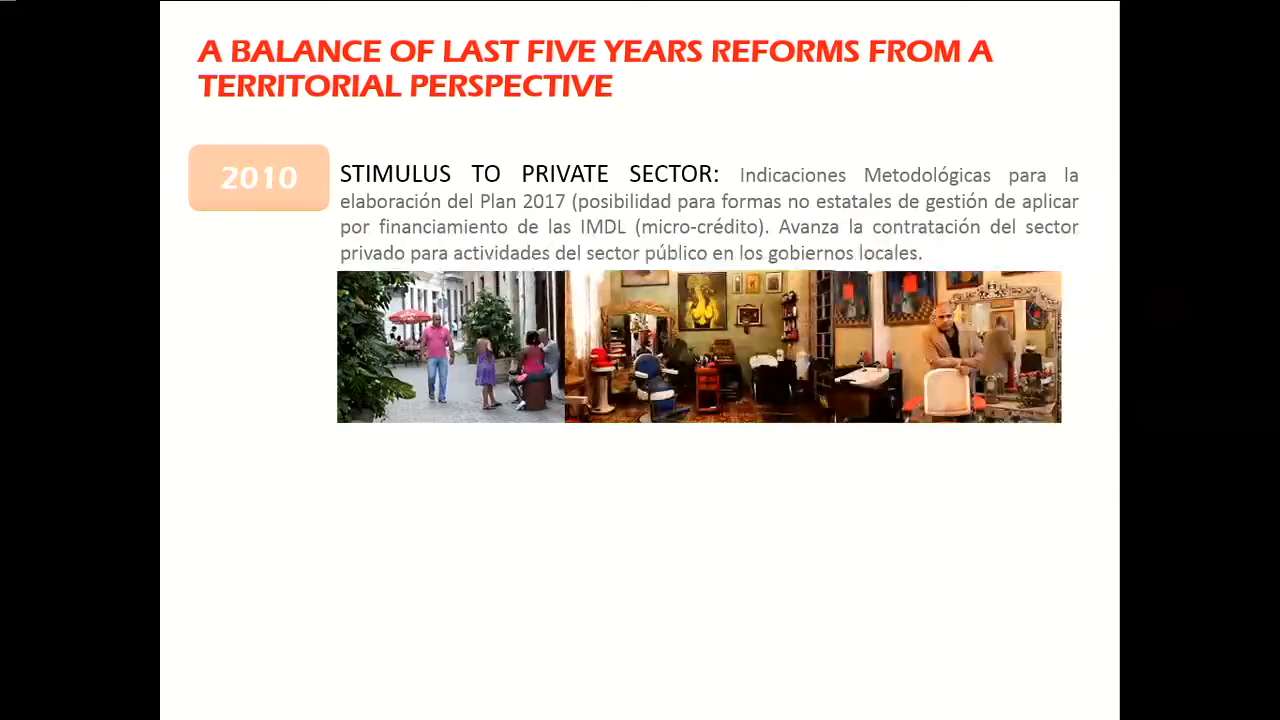 A BALANCE OF LAST FIVE YEARS REFORMS FROM A
TERRITORIAL PERSPECTIVE
2010
STIMULUS TO PRIVATE SECTOR: Indicaciones Metodológicas para la
elaboración del Plan 2017 (posibilidad para formas no estatales de gestión de aplicar
por financiamiento de las IMDL (micro-crédito). Avanza la contratación del sector
privado para actividades del sector público en los gobiernos locales.